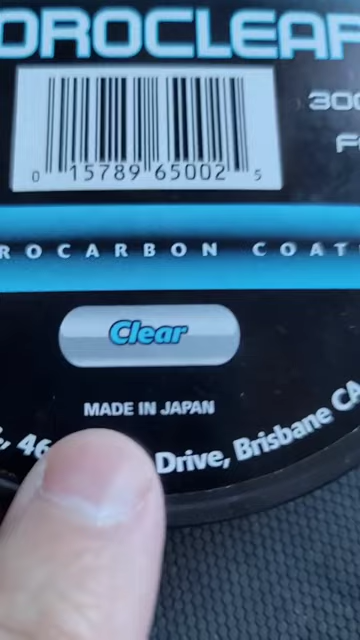 OROCLEAR
300
0 15789 65002 5
ROCARBON COAT
Clear
MADE IN JAPAN
, 46 Drive, Brisbane CA